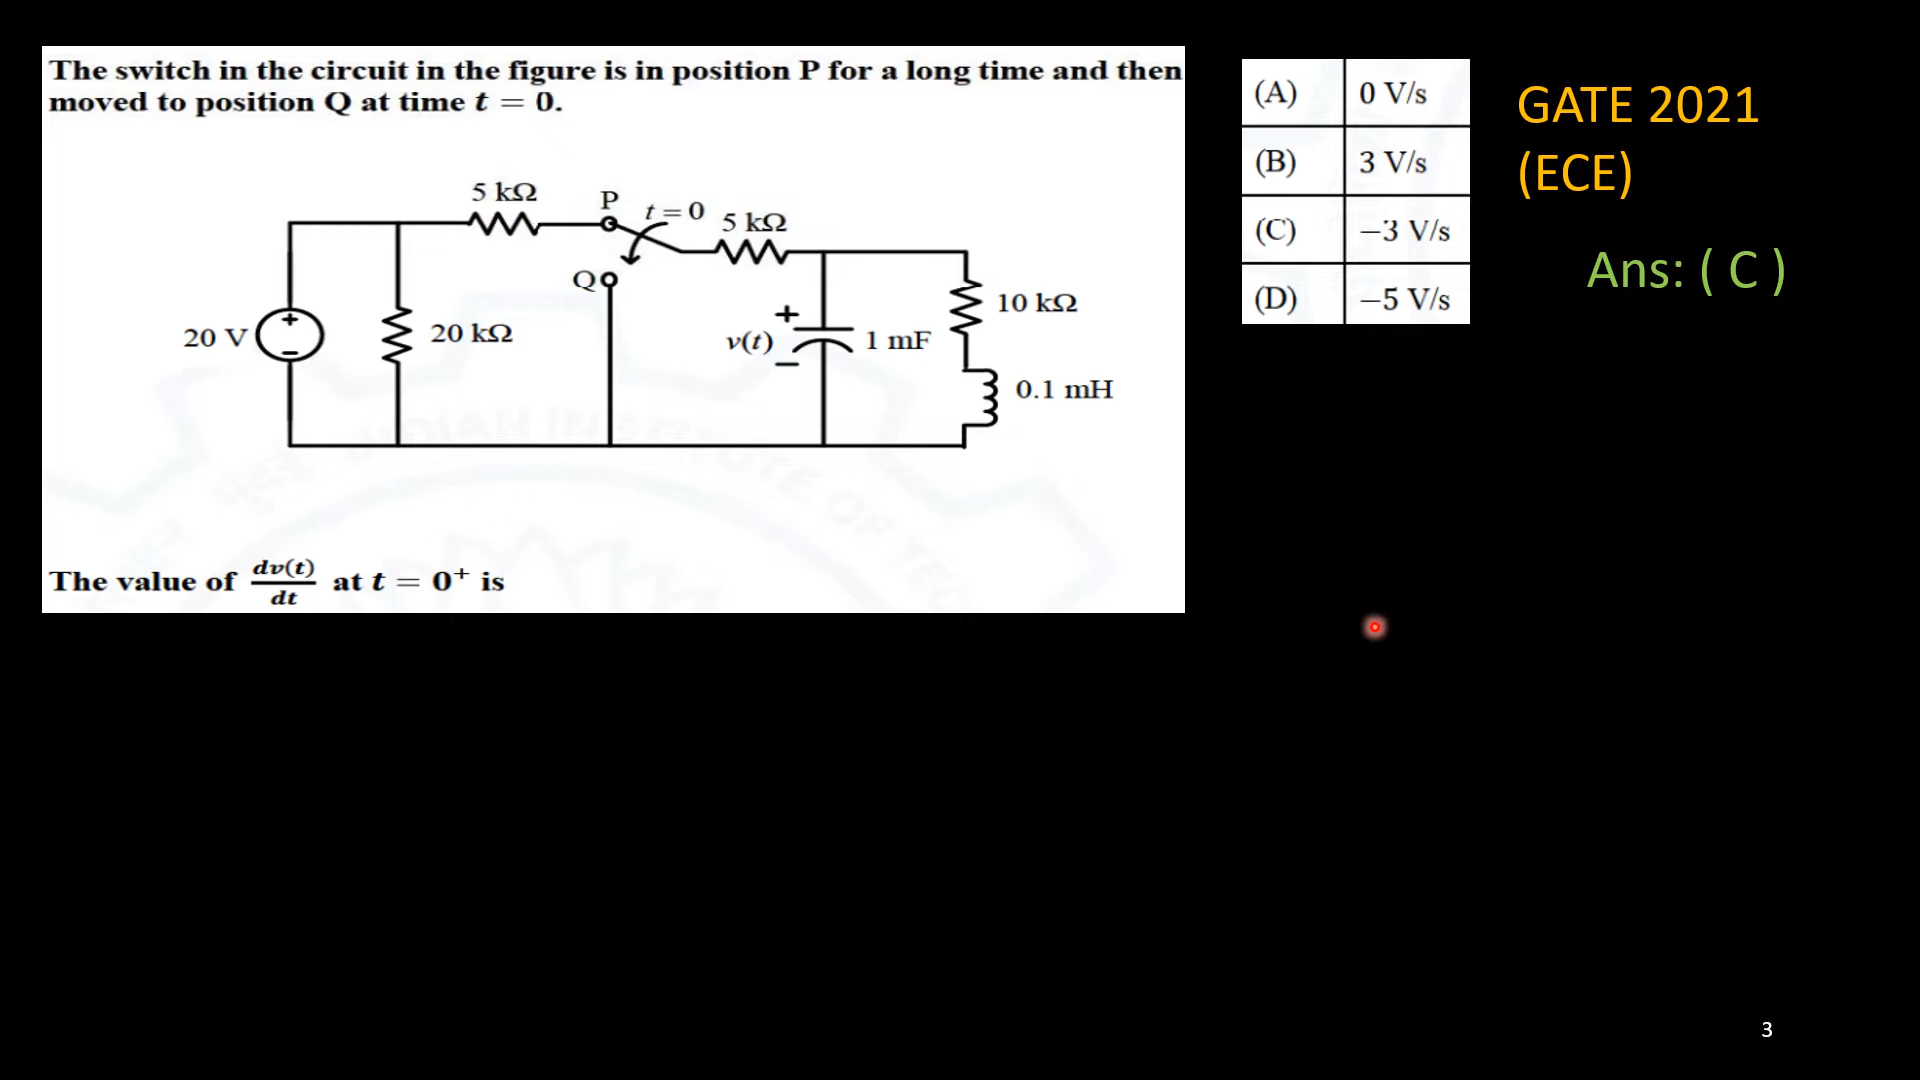 The switch in the circuit in the figure is in position P for a long time and then
moved to position Q at time t = 0.
5 kΩ
P
t = 0
5 kΩ
Q
20 V
+
−
20 kΩ
+
v(t)
−
1 mF
10 kΩ
0.1 mH
The value of dv(t)/dt at t = 0⁺ is
(A) 0 V/s
(B) 3 V/s
(C) −3 V/s
(D) −5 V/s
GATE 2021
(ECE)
Ans: ( C )
3